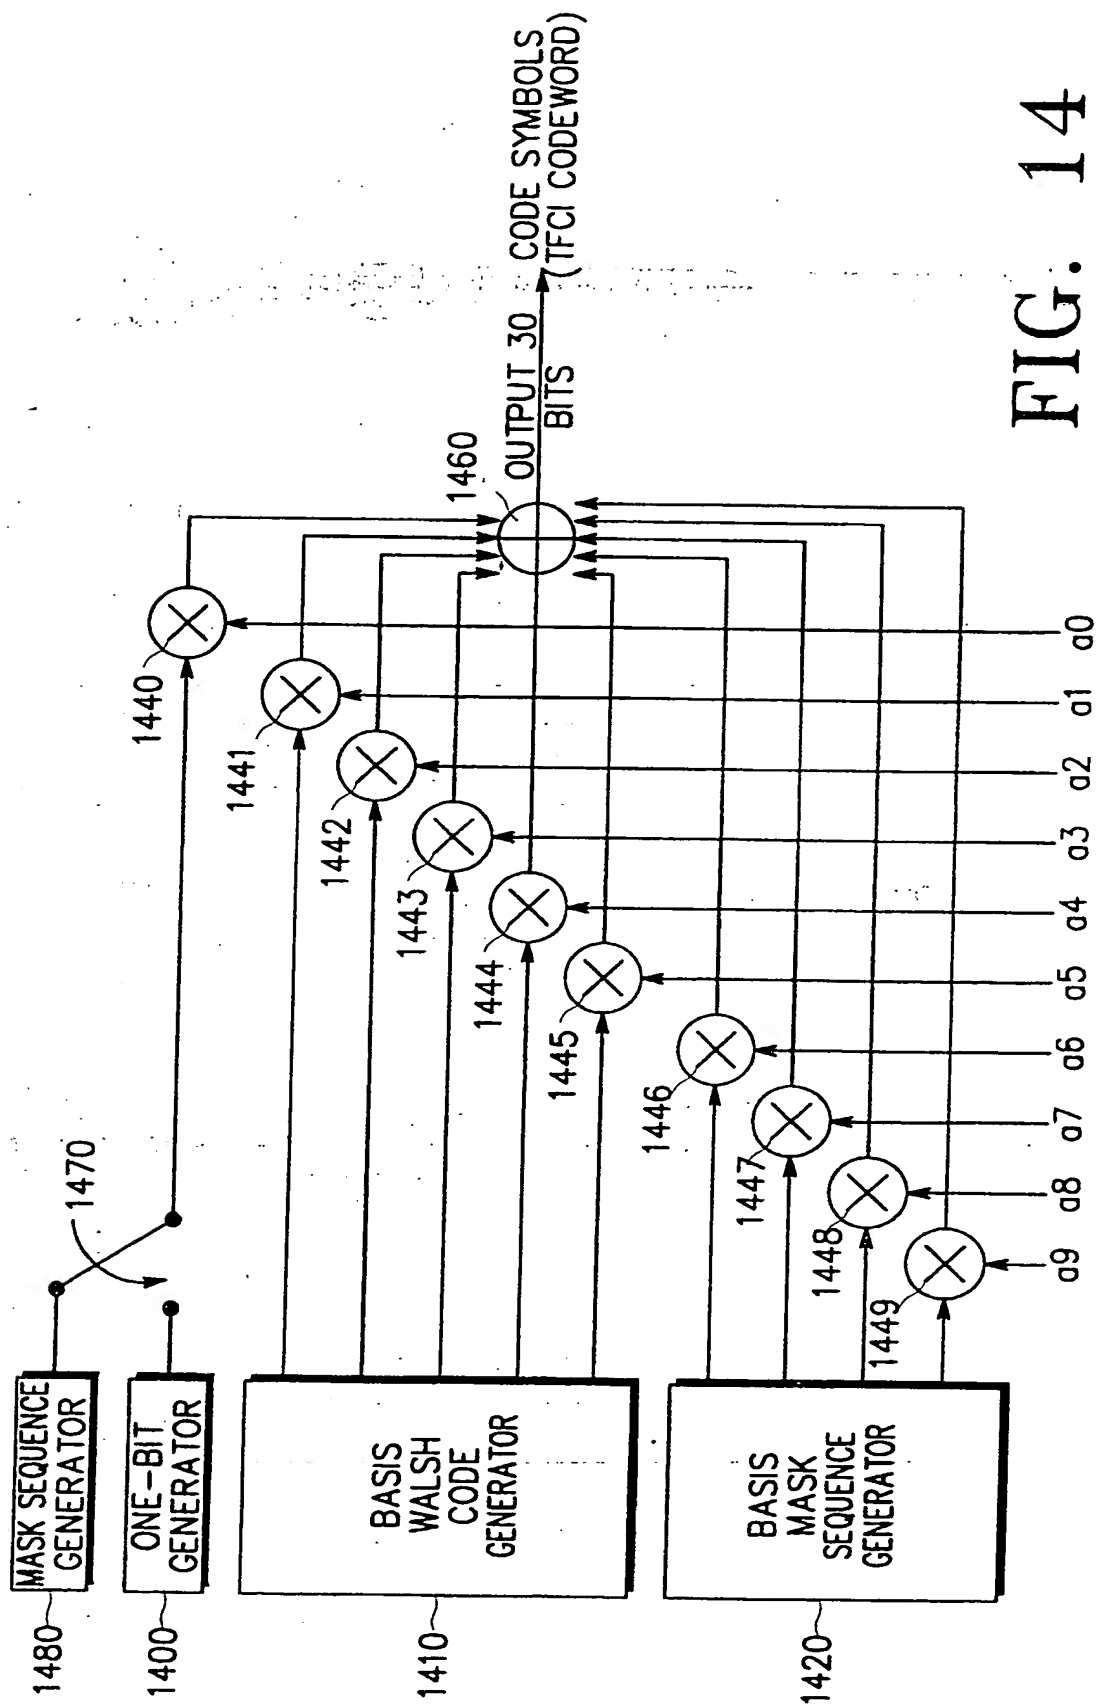 1480
MASK SEQUENCE
GENERATOR
1470
1400
ONE-BIT
GENERATOR
1440
1410
BASIS
WALSH
CODE
GENERATOR
1441
1442
1443
1444
1445
1460
OUTPUT 30
BITS
CODE SYMBOLS
(TFCI CODEWORD)
1420
BASIS
MASK
SEQUENCE
GENERATOR
1446
1447
1448
1449
a9
a8
a7
a6
a5
a4
a3
a2
a1
a0
FIG. 14